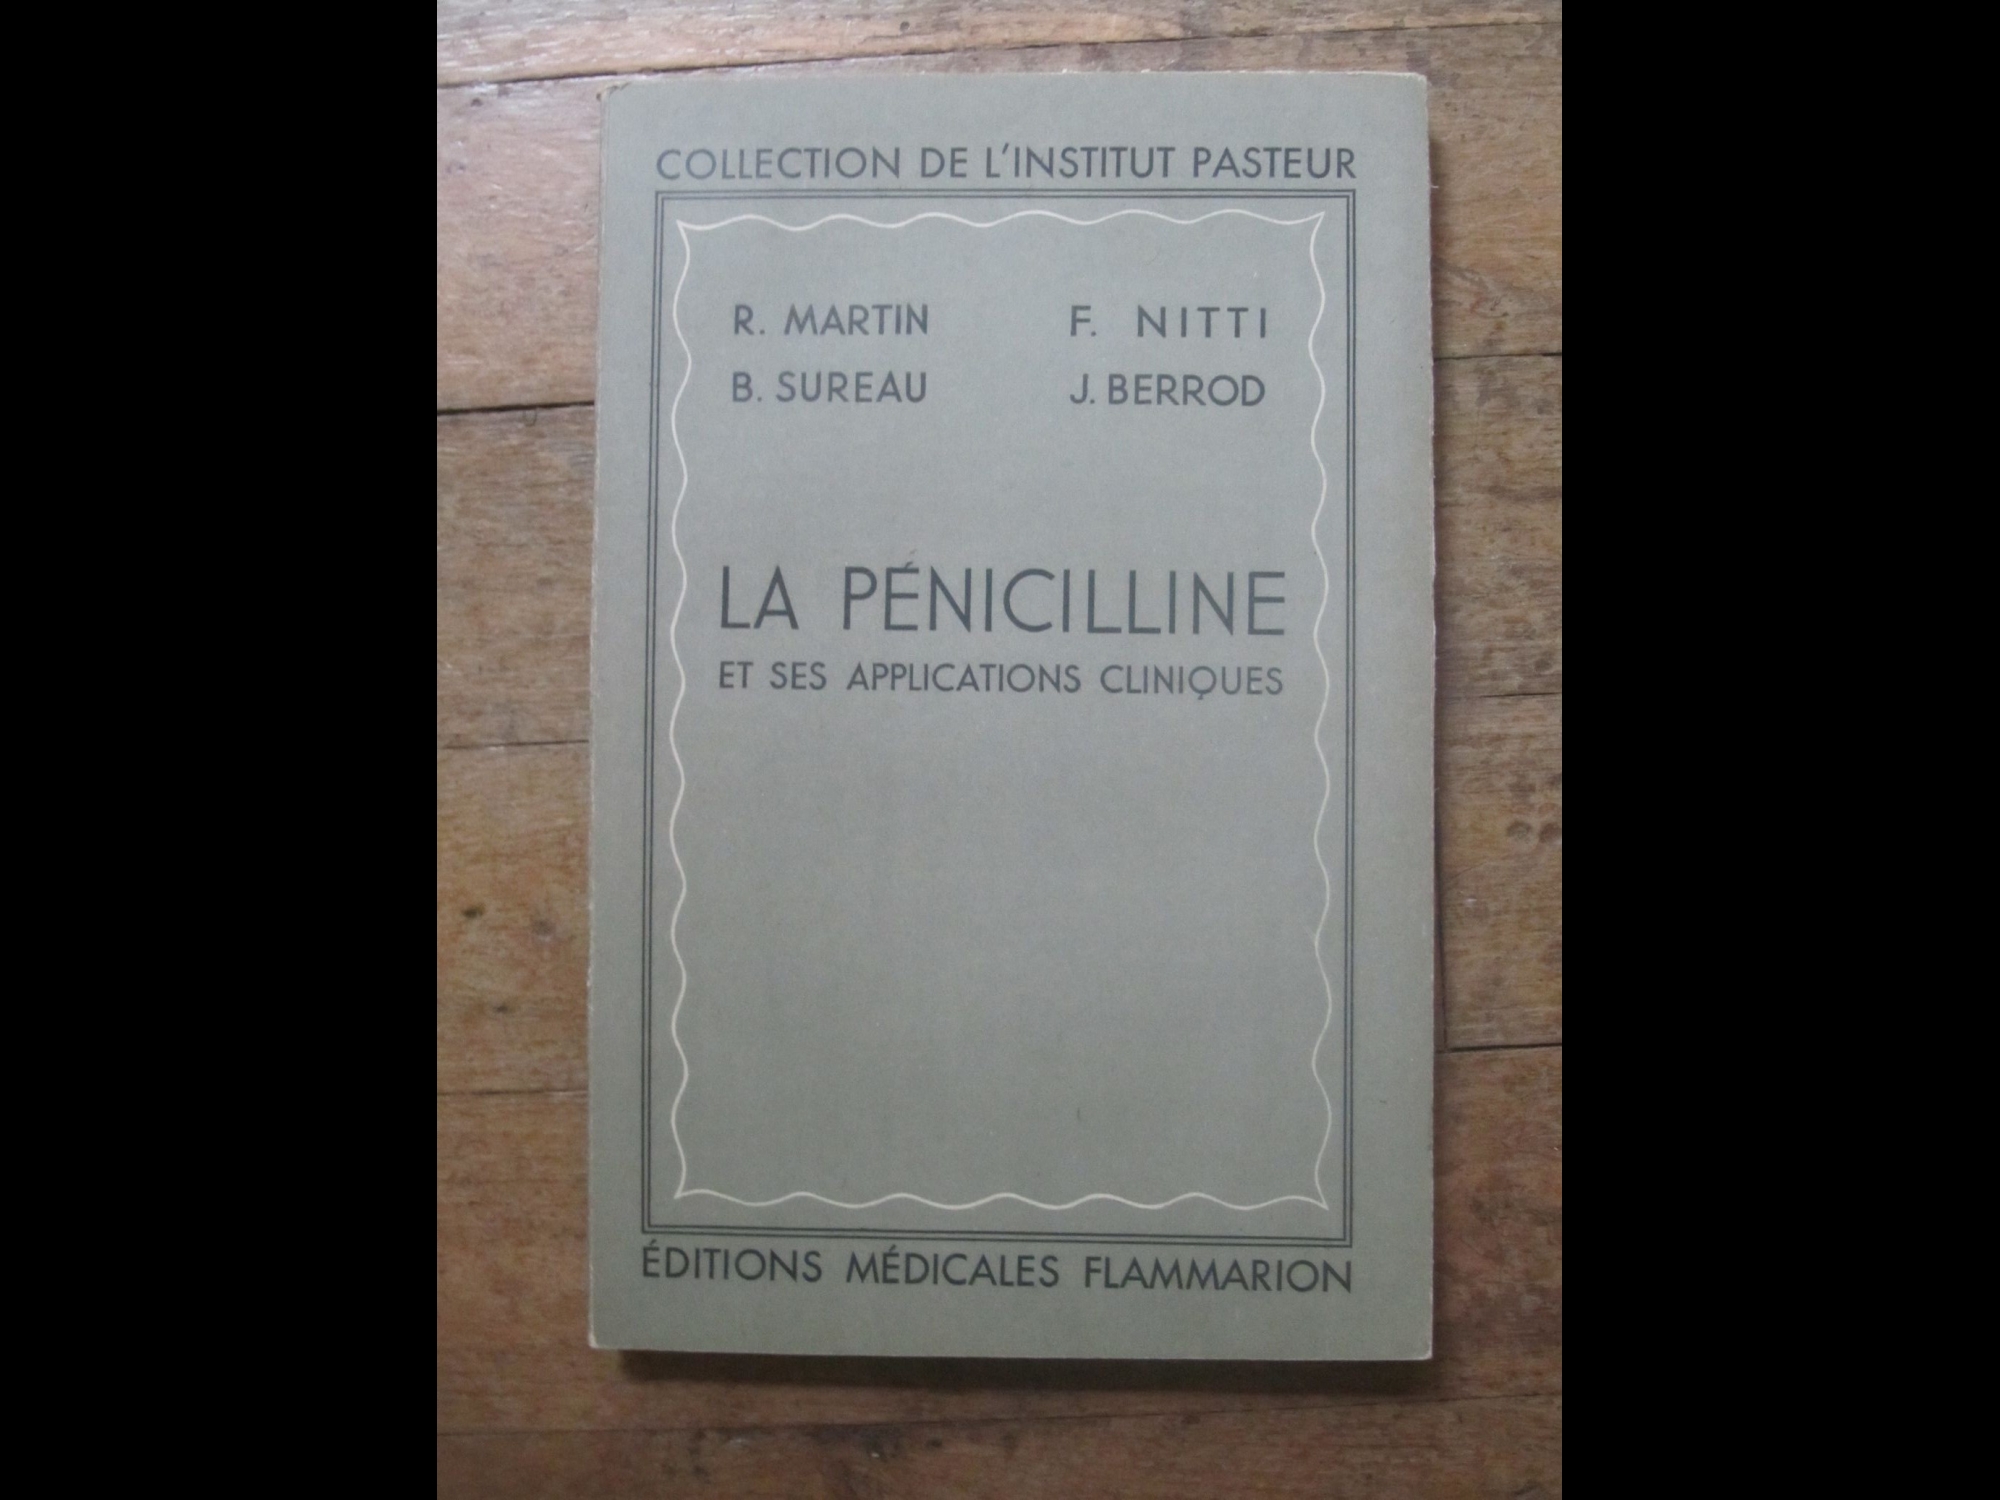 COLLECTION DE L'INSTITUT PASTEUR
R. MARTIN F. NITTI
B. SUREAU J. BERROD
LA PÉNICILLINE
ET SES APPLICATIONS CLINIQUES
ÉDITIONS MÉDICALES FLAMMARION